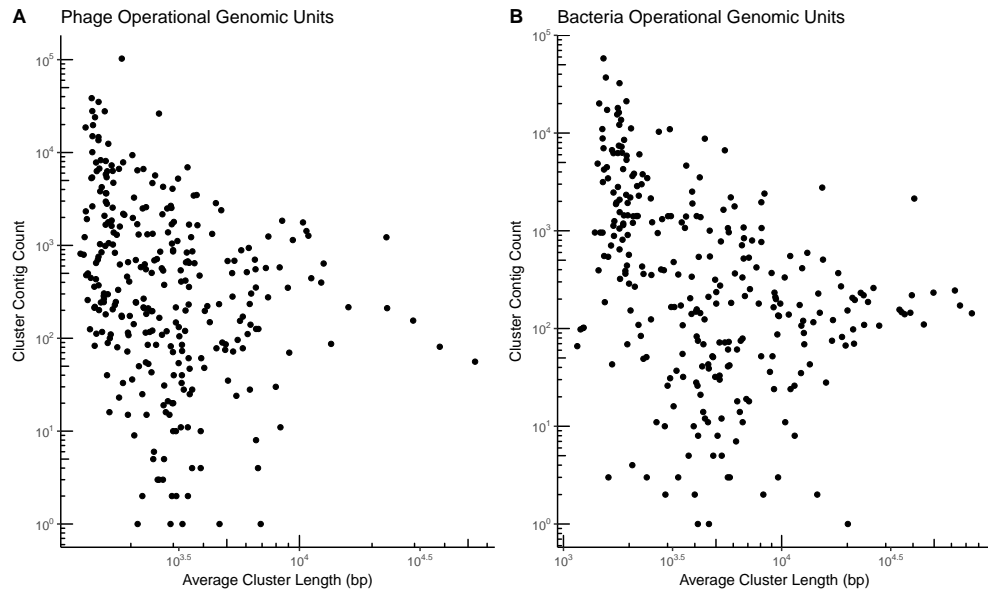 A Phage Operational Genomic Units
10^5
10^4
10^3
10^2
10^1
10^0
Cluster Contig Count
10^3.5 10^4 10^4.5
Average Cluster Length (bp)
B Bacteria Operational Genomic Units
10^5
10^4
10^3
10^2
10^1
10^0
Cluster Contig Count
10^3 10^3.5 10^4 10^4.5
Average Cluster Length (bp)